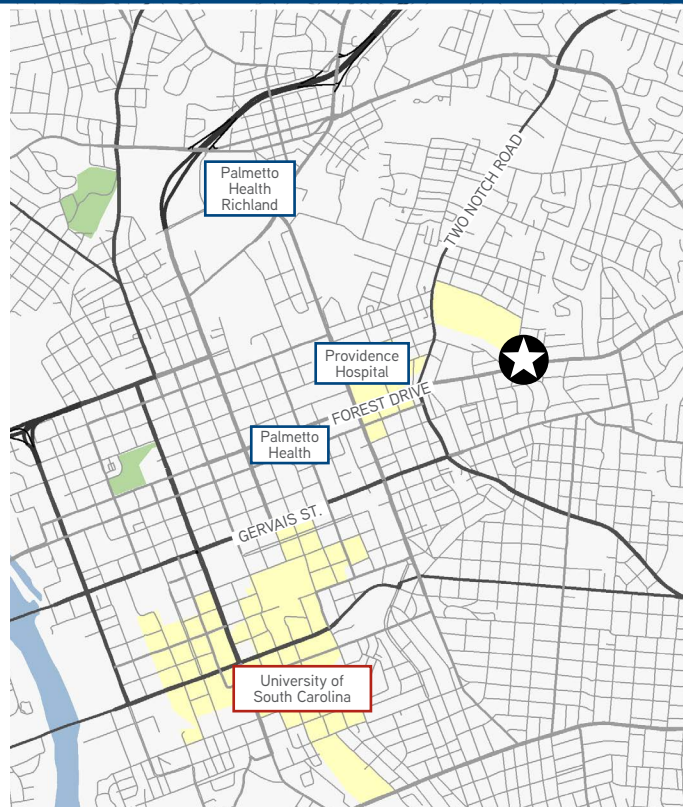 Palmetto
Health
Richland
TWO NOTCH ROAD
Providence
Hospital
FOREST DRIVE
Palmetto
Health
GERVAIS ST.
University of
South Carolina